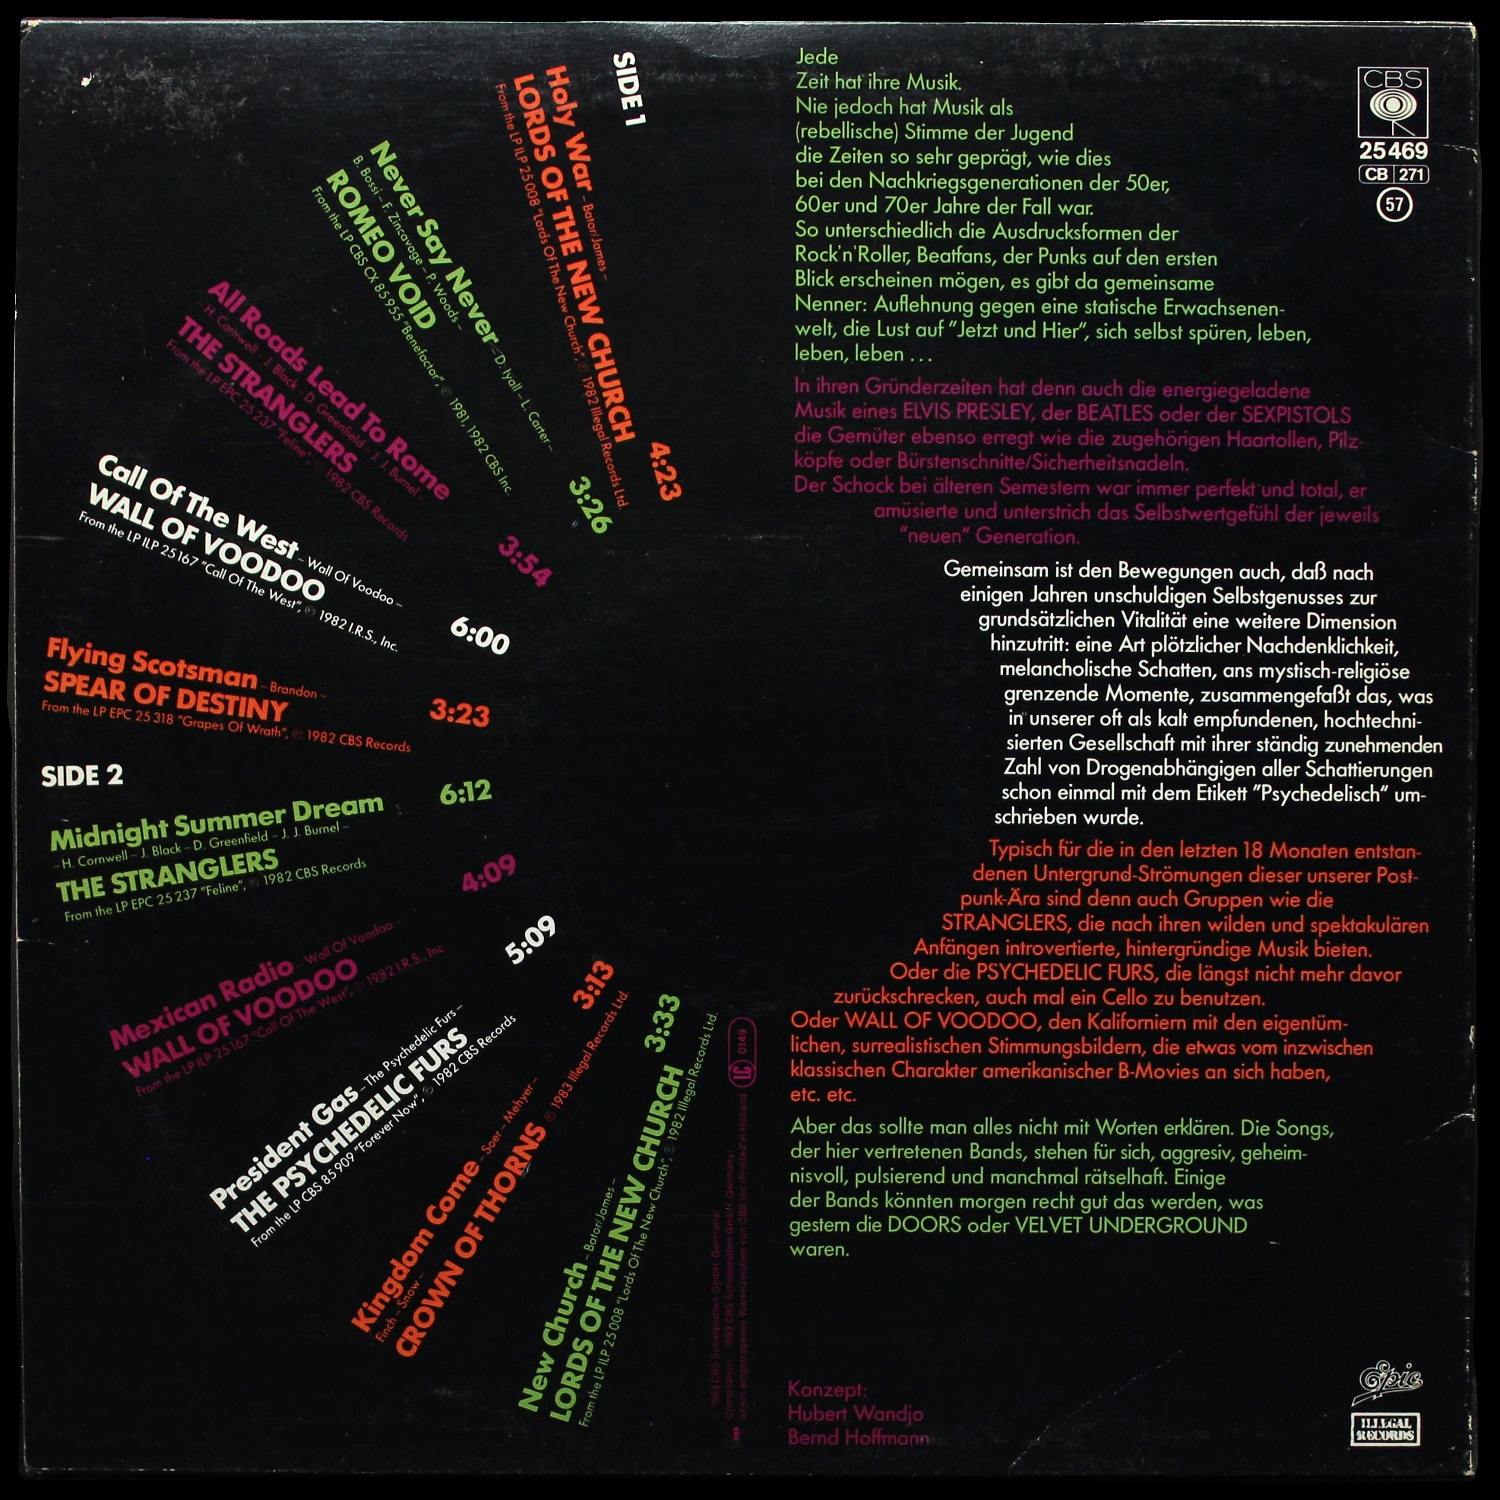 SIDE 1
Holy War – Bator/James –
LORDS OF THE NEW CHURCH
From the LP ILP 25 008 "Lords Of The New Church", ℗ 1982 Illegal Records Ltd.
4:23
Never Say Never – D. Iyall – L. Carter –
B. Bossi – F. Zincavage – P. Woods –
ROMEO VOID
From the LP CBS CX 85 955 "Benefactor", ℗ 1981, 1982 CBS Inc.
3:26
All Roads Lead To Rome
H. Cornwell – J. Black – D. Greenfield – J. J. Burnel
THE STRANGLERS
From the LP EPC 25 237 "Feline", ℗ 1982 CBS Records
3:54
Call Of The West – Wall Of Voodoo –
WALL OF VOODOO
From the LP ILP 25 167 "Call Of The West", ℗ 1982 I.R.S., Inc.
6:00
Flying Scotsman – Brandon –
SPEAR OF DESTINY
From the LP EPC 25 318 "Grapes Of Wrath", ℗ 1982 CBS Records
3:23
SIDE 2
Midnight Summer Dream
– H. Cornwell – J. Black – D. Greenfield – J. J. Burnel –
THE STRANGLERS
From the LP EPC 25 237 "Feline", ℗ 1982 CBS Records
6:12
Mexican Radio – Wall Of Voodoo –
WALL OF VOODOO
From the LP ILP 25 167 "Call Of The West", ℗ 1982 I.R.S., Inc.
4:09
President Gas – The Psychedelic Furs –
THE PSYCHEDELIC FURS
From the LP CBS 85 909 "Forever Now", ℗ 1982 CBS Records
5:09
Kingdom Come – Soer – Mehyer –
Finch – Snow –
CROWN OF THORNS ℗ 1983 Illegal Records Ltd.
3:13
New Church – Bator/James –
LORDS OF THE NEW CHURCH
From the LP ILP 25 008 "Lords Of The New Church", ℗ 1982 Illegal Records Ltd.
3:33
LC 0149
℗ 1983 CBS Schallplatten GmbH, Germany/
Compilation: 1983 CBS Schallplatten GmbH, Germany/
ist ein eingetragenes Warenzeichen von CBS Inc./Printed in Holland
Jede
Zeit hat ihre Musik.
Nie jedoch hat Musik als
(rebellische) Stimme der Jugend
die Zeiten so sehr geprägt, wie dies
bei den Nachkriegsgenerationen der 50er,
60er und 70er Jahre der Fall war.
So unterschiedlich die Ausdrucksformen der
Rock'n'Roller, Beatfans, der Punks auf den ersten
Blick erscheinen mögen, es gibt da gemeinsame
Nenner: Auflehnung gegen eine statische Erwachsenen-
welt, die Lust auf "Jetzt und Hier", sich selbst spüren, leben,
leben, leben . . .
In ihren Gründerzeiten hat denn auch die energiegeladene
Musik eines ELVIS PRESLEY, der BEATLES oder der SEXPISTOLS
die Gemüter ebenso erregt wie die zugehörigen Haartollen, Pilz-
köpfe oder Bürstenschnitte/Sicherheitsnadeln.
Der Schock bei älteren Semestern war immer perfekt und total, er
amüsierte und unterstrich das Selbstwertgefühl der jeweils
"neuen" Generation.
Gemeinsam ist den Bewegungen auch, daß nach
einigen Jahren unschuldigen Selbstgenusses zur
grundsätzlichen Vitalität eine weitere Dimension
hinzutritt: eine Art plötzlicher Nachdenklichkeit,
melancholische Schatten, ans mystisch-religiöse
grenzende Momente, zusammengefaßt das, was
in unserer oft als kalt empfundenen, hochtechni-
sierten Gesellschaft mit ihrer ständig zunehmenden
Zahl von Drogenabhängigen aller Schattierungen
schon einmal mit dem Etikett "Psychedelisch" um-
schrieben wurde.
Typisch für die in den letzten 18 Monaten entstan-
denen Untergrund-Strömungen dieser unserer Post-
punk-Ära sind denn auch Gruppen wie die
STRANGLERS, die nach ihren wilden und spektakulären
Anfängen introvertierte, hintergründige Musik bieten.
Oder die PSYCHEDELIC FURS, die längst nicht mehr davor
zurückschrecken, auch mal ein Cello zu benutzen.
Oder WALL OF VOODOO, den Kaliforniern mit den eigentüm-
lichen, surrealistischen Stimmungsbildern, die etwas vom inzwischen
klassischen Charakter amerikanischer B-Movies an sich haben,
etc. etc.
Aber das sollte man alles nicht mit Worten erklären. Die Songs,
der hier vertretenen Bands, stehen für sich, aggresiv, geheim-
nisvoll, pulsierend und manchmal rätselhaft. Einige
der Bands könnten morgen recht gut das werden, was
gestern die DOORS oder VELVET UNDERGROUND
waren.
Konzept:
Hubert Wandjo
Bernd Hoffmann
CBS
25 469
CB 271
57
Epic
ILLEGAL
RECORDS